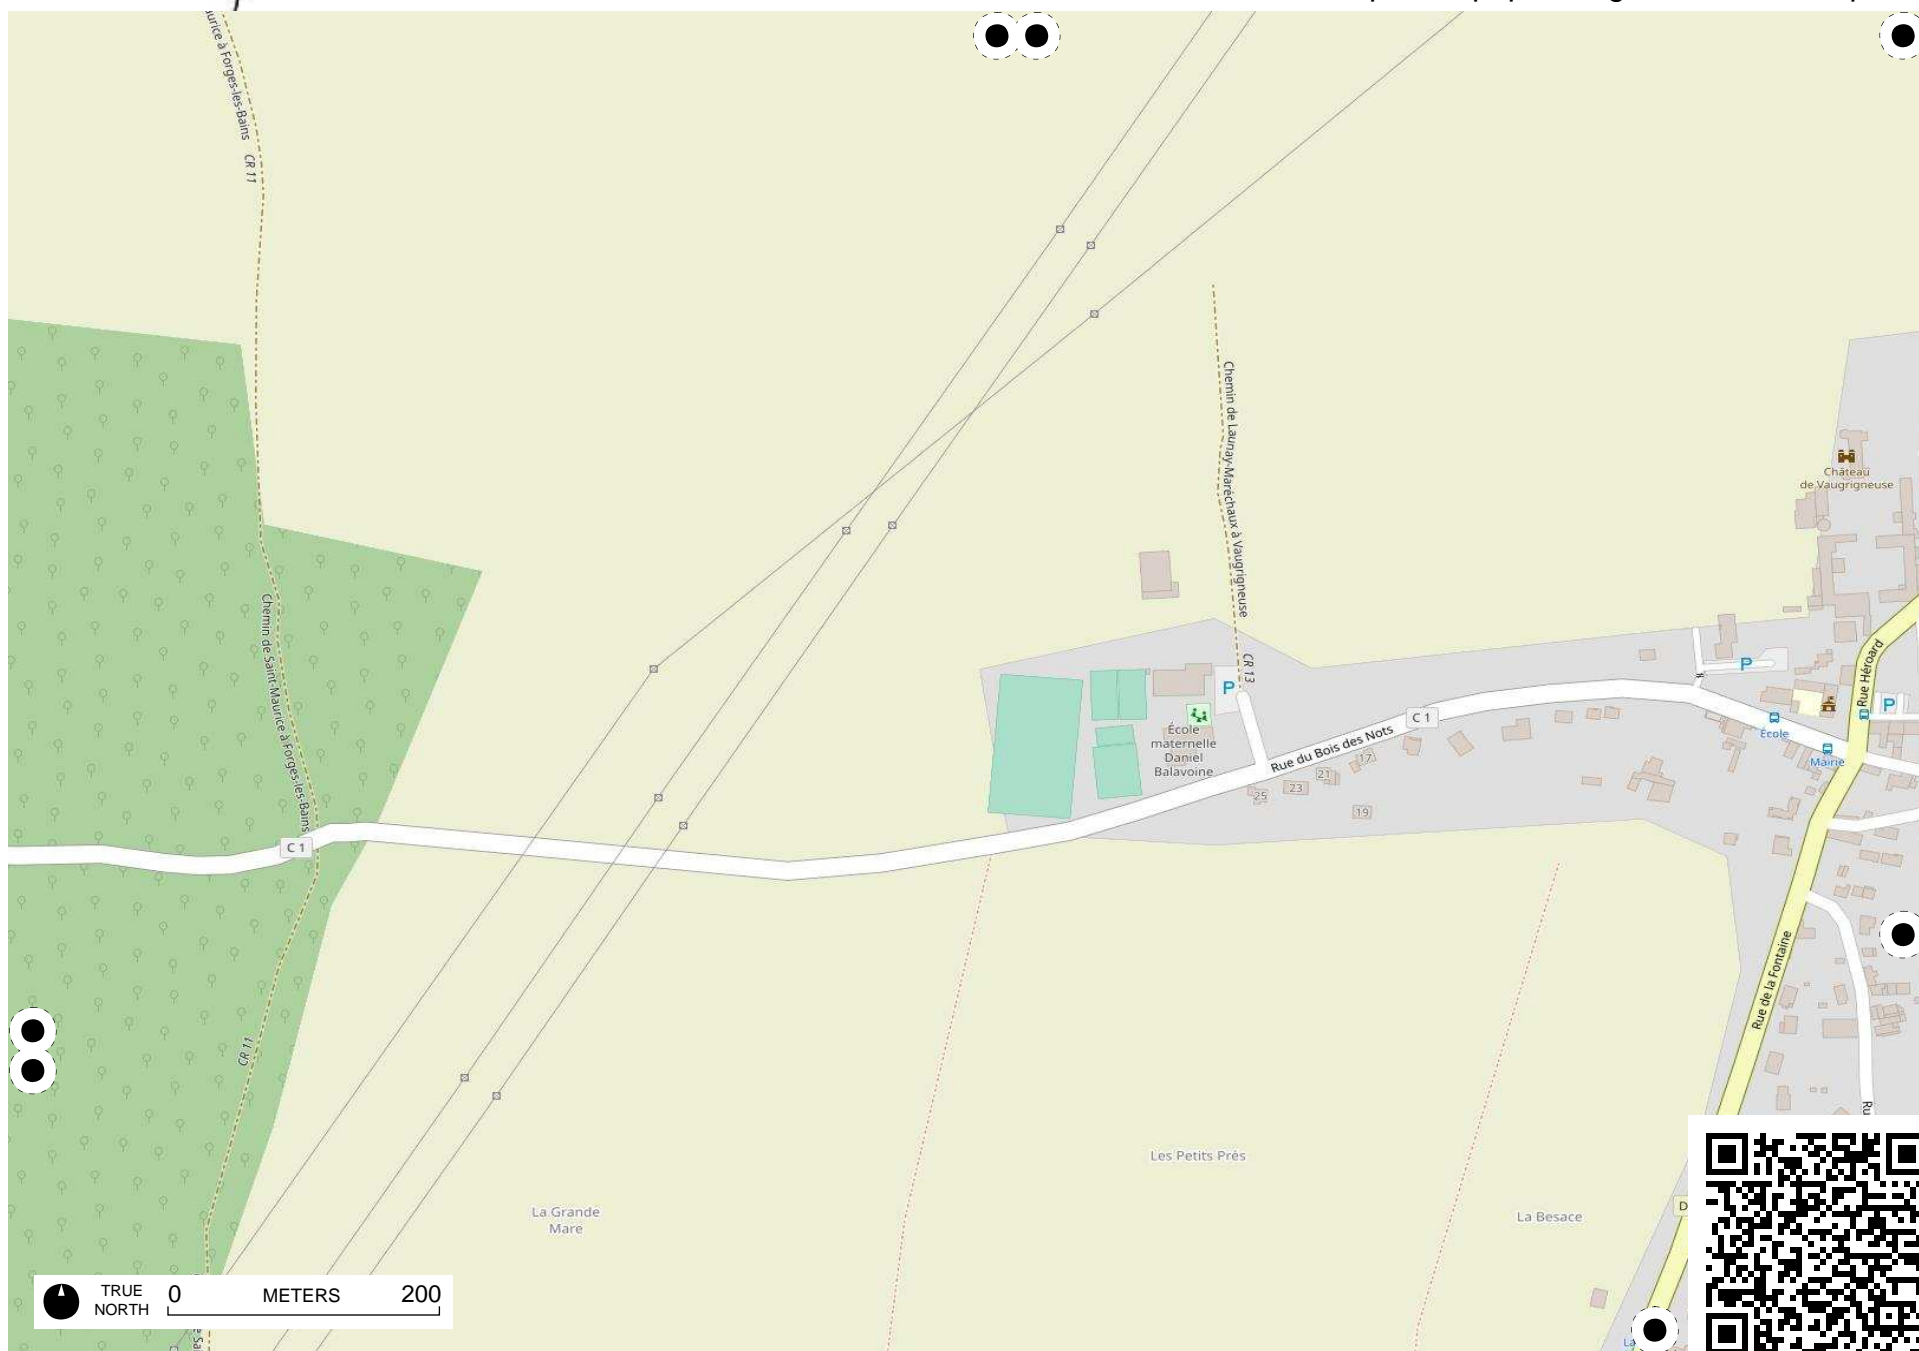 CR 11
Château
de Vaugrigneuse
Chemin de Launay-Maréchaux à Vaugrigneuse
Chemin de Saint-Maurice à Forges-les-Bains
Rue Héroard
CR 13
P
P
P
C 1
École
maternelle
Daniel
Balavoine
École
Rue du Bois des Nots
Mairie
17
21
23
25
19
C 1
Rue de la Fontaine
CR 11
Les Petits Prés
La Grande
Mare
La Besace
D
TRUE
NORTH
0 METERS 200